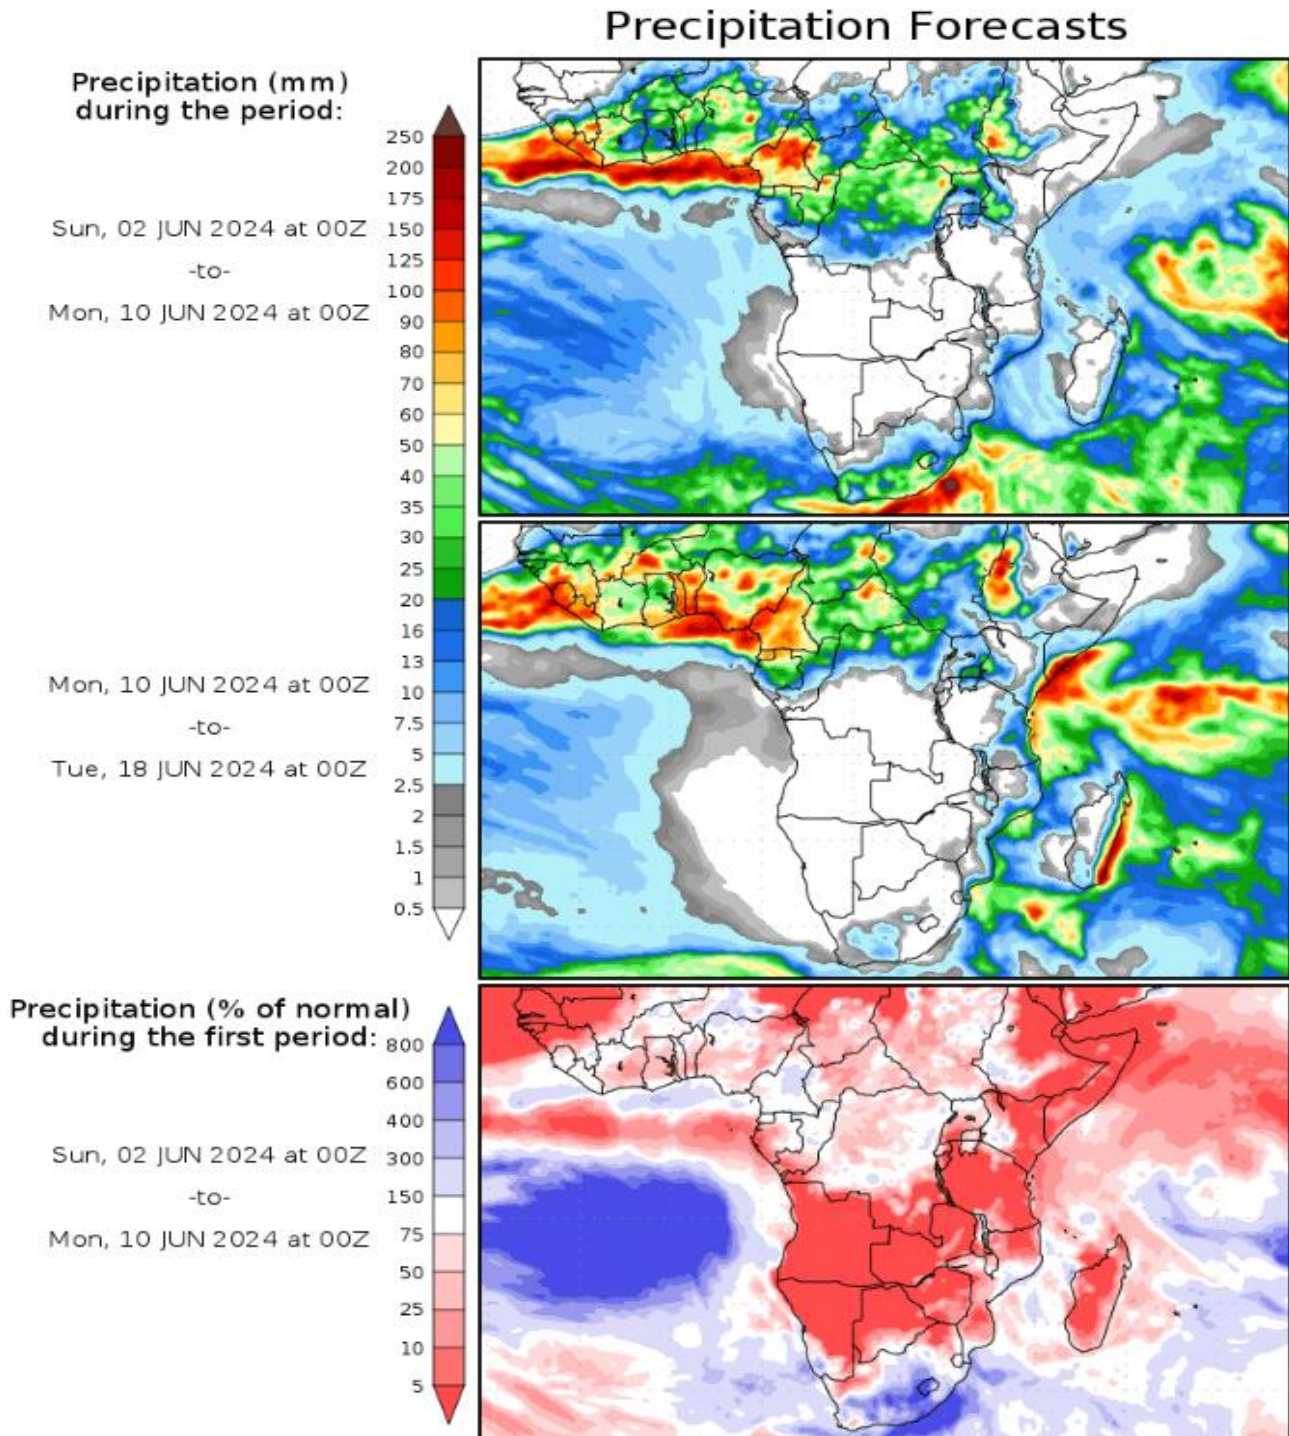 Precipitation Forecasts
Precipitation (mm)
during the period:
250
200
175
150
125
100
90
80
70
60
50
40
35
30
25
20
16
13
10
7.5
5
2.5
2
1.5
1
0.5
Sun, 02 JUN 2024 at 00Z
-to-
Mon, 10 JUN 2024 at 00Z
Mon, 10 JUN 2024 at 00Z
-to-
Tue, 18 JUN 2024 at 00Z
Precipitation (% of normal)
during the first period:
800
600
400
300
150
75
50
25
10
5
Sun, 02 JUN 2024 at 00Z
-to-
Mon, 10 JUN 2024 at 00Z